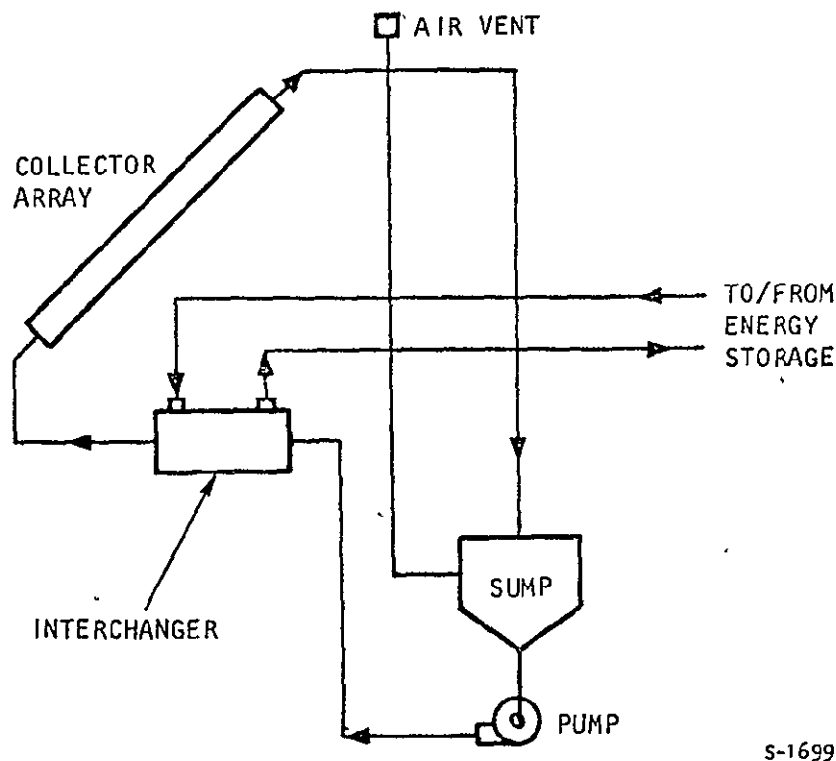 AIR VENT
COLLECTOR
ARRAY
TO/FROM
ENERGY
STORAGE
SUMP
INTERCHANGER
PUMP
S-1699